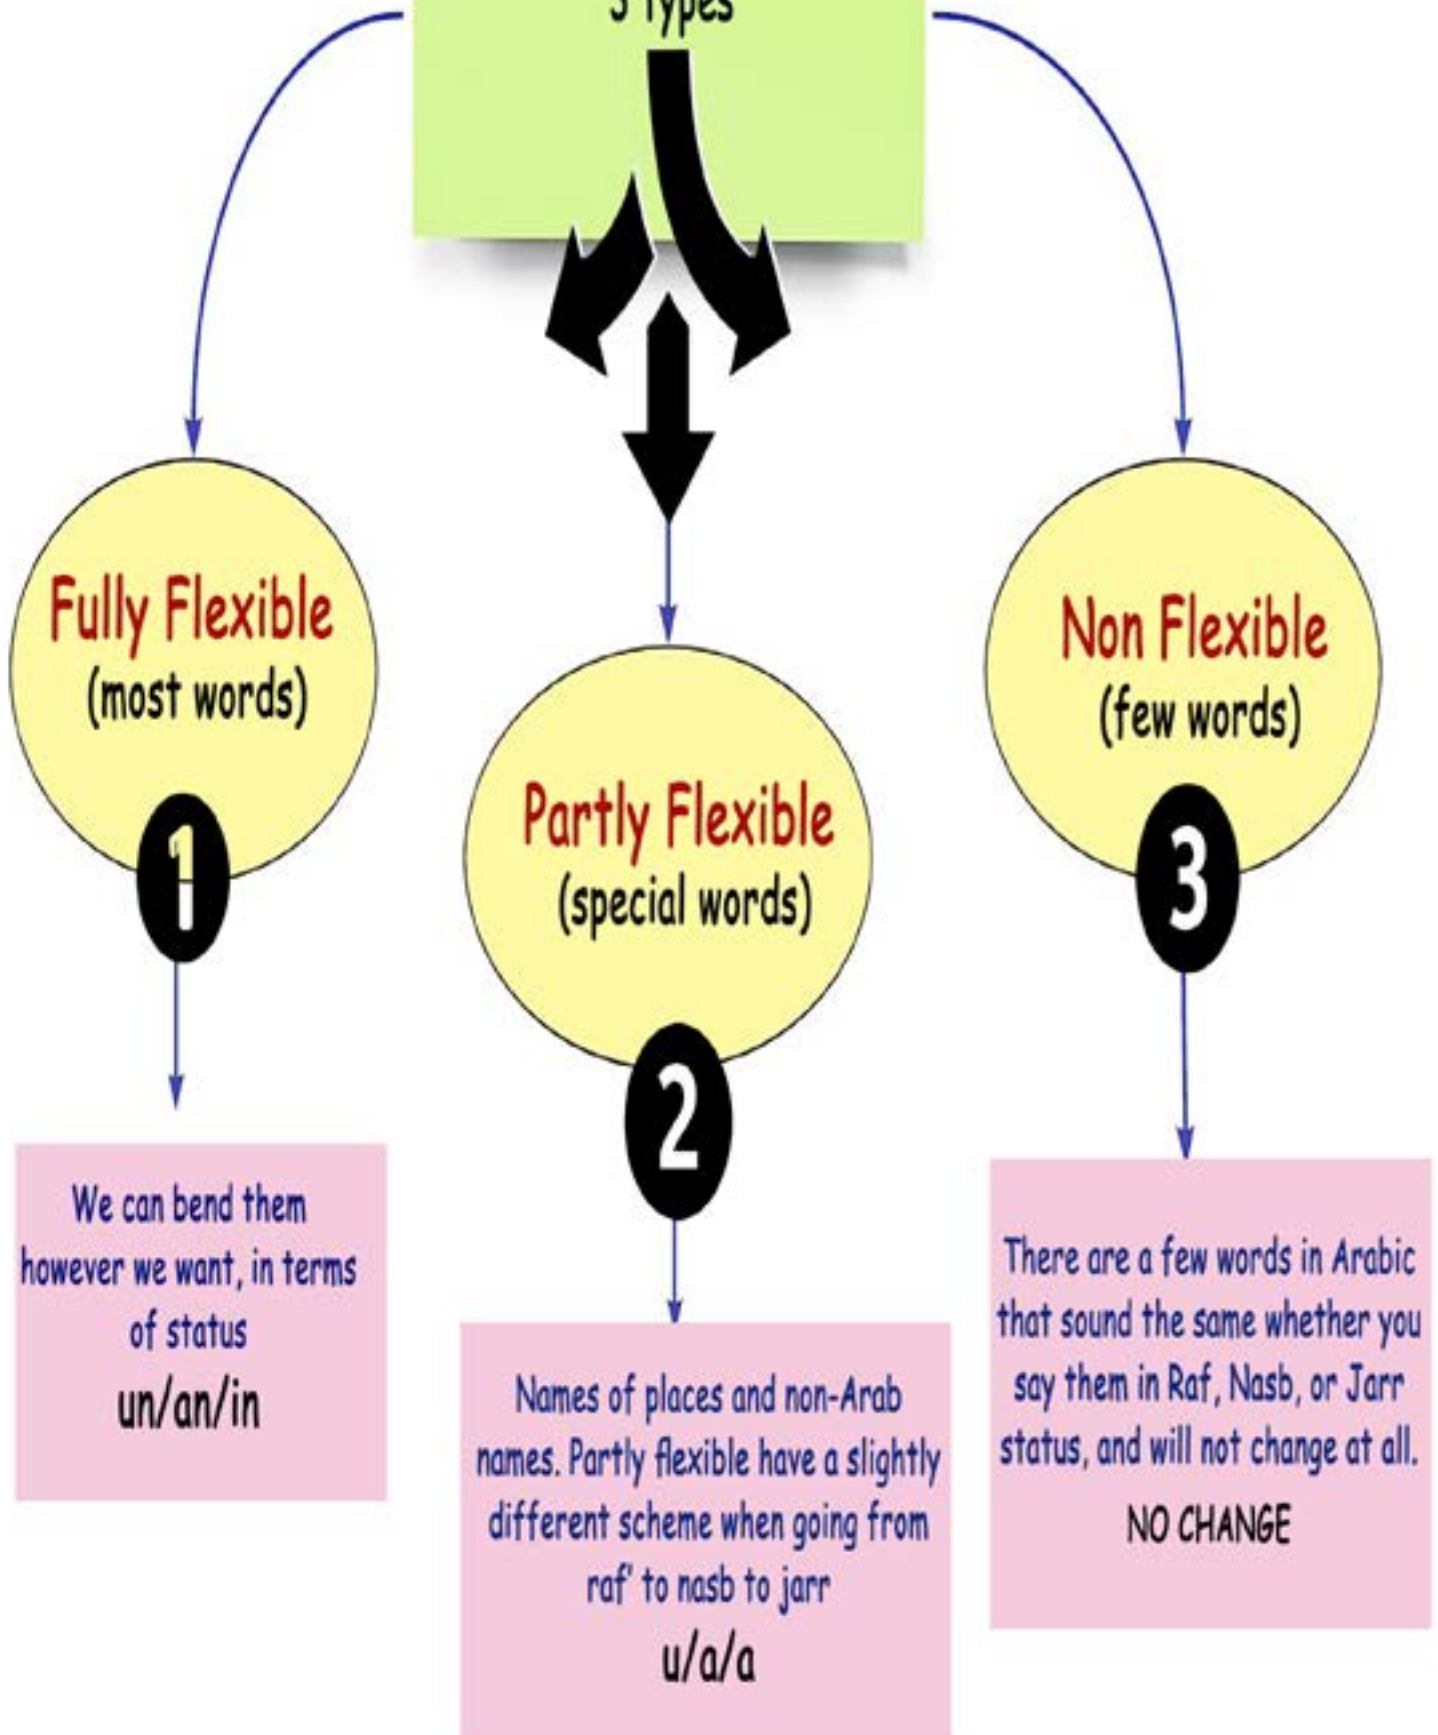 3 Types
Fully Flexible
(most words)
1
We can bend them
however we want, in terms
of status
un/an/in
Partly Flexible
(special words)
2
Names of places and non-Arab
names. Partly flexible have a slightly
different scheme when going from
raf' to nasb to jarr
u/a/a
Non Flexible
(few words)
3
There are a few words in Arabic
that sound the same whether you
say them in Raf, Nasb, or Jarr
status, and will not change at all.
NO CHANGE